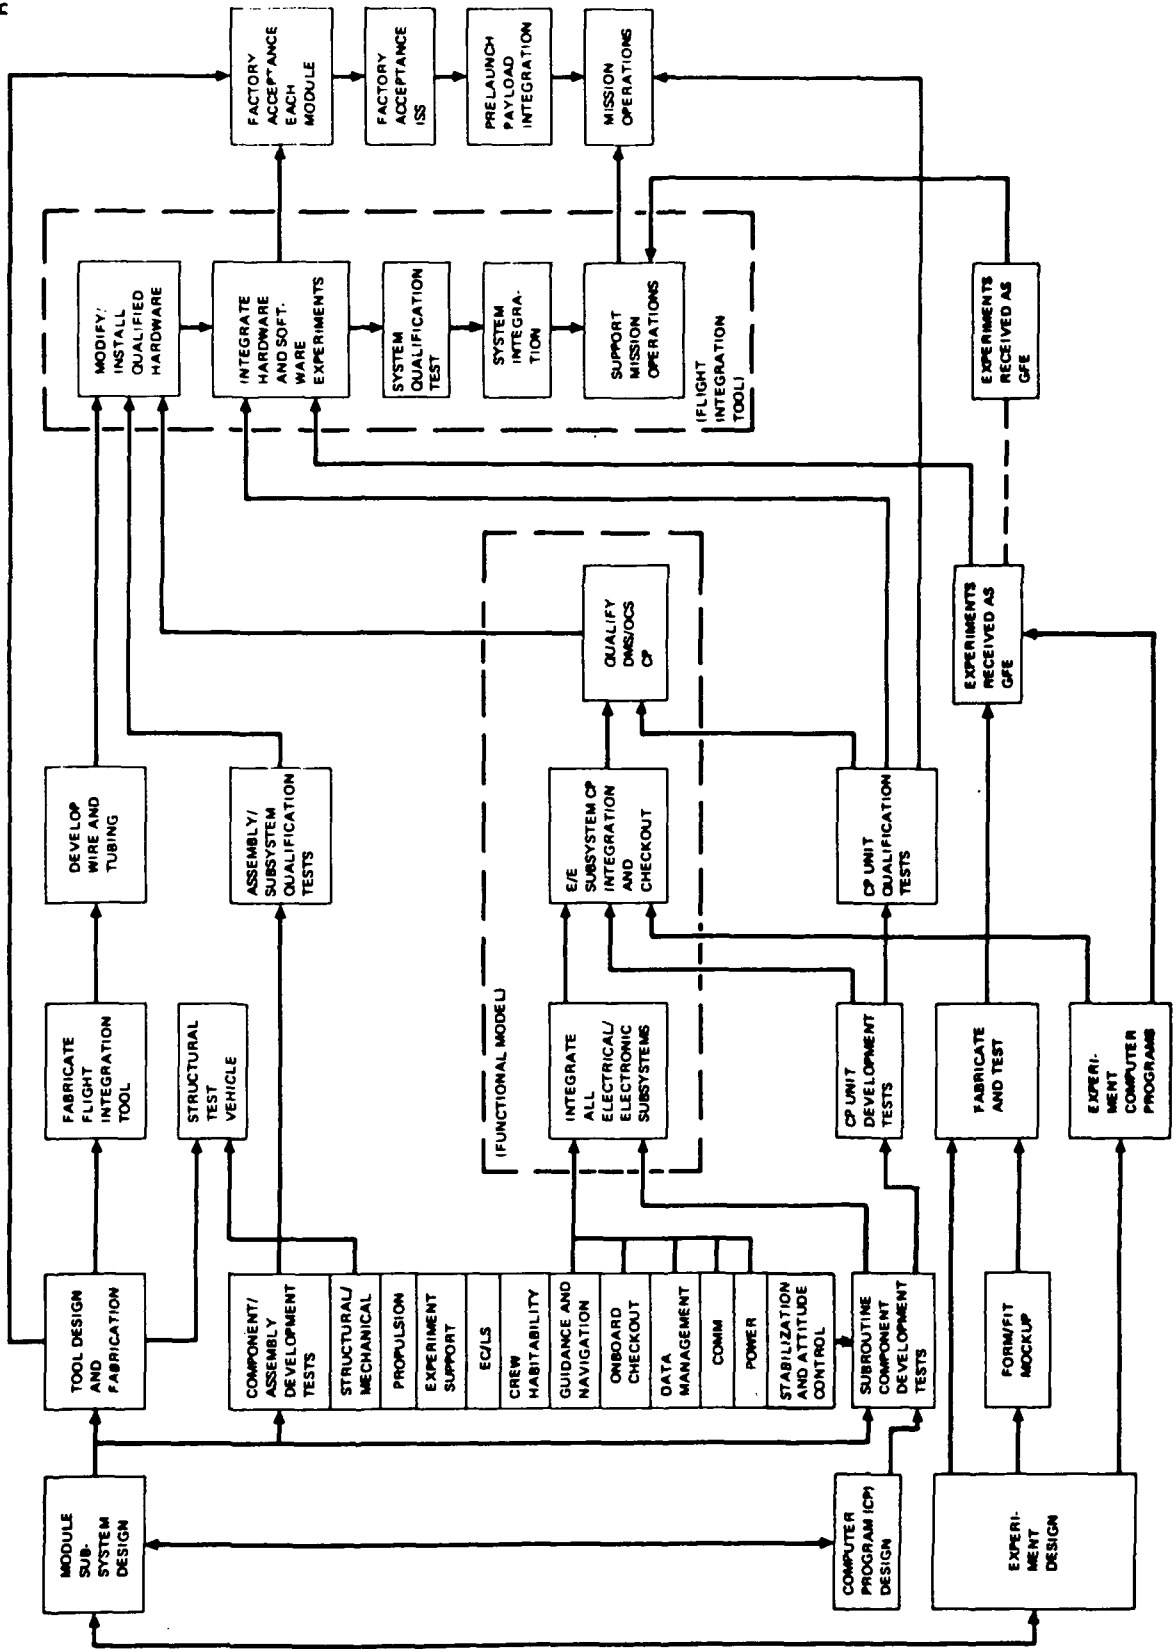 MODULE
SUB-
SYSTEM
DESIGN
COMPUTER
PROGRAM (CP)
DESIGN
EXPERI-
MENT
DESIGN
TOOL DESIGN
AND
FABRICATION
COMPONENT/
ASSEMBLY
DEVELOPMENT
TESTS
STRUCTURAL/
MECHANICAL
PROPULSION
EXPERIMENT
SUPPORT
EC/LS
CREW
HABITABILITY
GUIDANCE AND
NAVIGATION
ONBOARD
CHECKOUT
DATA
MANAGEMENT
COMM
POWER
STABILIZATION
AND ATTITUDE
CONTROL
SUBROUTINE
COMPONENT
DEVELOPMENT
TESTS
FORM/FIT
MOCKUP
FABRICATE
FLIGHT
INTEGRATION
TOOL
STRUCTURAL
TEST
VEHICLE
(FUNCTIONAL MODEL)
INTEGRATE
ALL
ELECTRICAL/
ELECTRONIC
SUBSYSTEMS
CP UNIT
DEVELOPMENT
TESTS
FABRICATE
AND TEST
EXPERI-
MENT
COMPUTER
PROGRAMS
DEVELOP
WIRE AND
TUBING
ASSEMBLY/
SUBSYSTEM
QUALIFICATION
TESTS
E/E
SUBSYSTEM CP
INTEGRATION
AND
CHECKOUT
CP UNIT
QUALIFICATION
TESTS
QUALIFY
DMS/OCS
CP
EXPERIMENTS
RECEIVED AS
GFE
MODIFY/
INSTALL
QUALIFIED
HARDWARE
INTEGRATE
HARDWARE
AND SOFT-
WARE
EXPERIMENTS
SYSTEM
QUALIFICATION
TEST
SYSTEM
INTEGRA-
TION
SUPPORT
MISSION
OPERATIONS
(FLIGHT
INTEGRATION
TOOL)
EXPERIMENTS
RECEIVED AS
GFE
FACTORY
ACCEPTANCE
EACH
MODULE
FACTORY
ACCEPTANCE
ISS
PRELAUNCH
PAYLOAD
INTEGRATION
MISSION
OPERATIONS